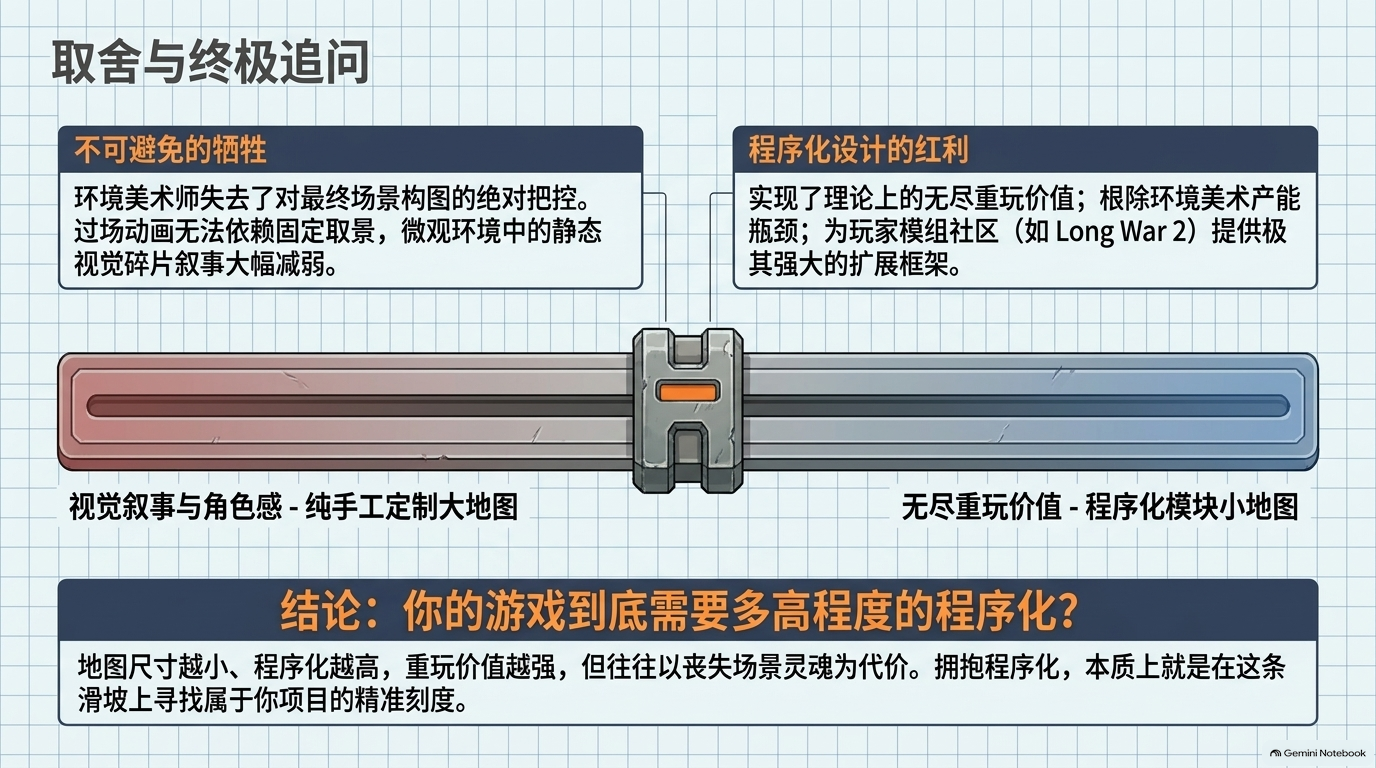 取舍与终极追问
不可避免的牺牲
环境美术师失去了对最终场景构图的绝对把控。
过场动画无法依赖固定取景，微观环境中的静态
视觉碎片叙事大幅减弱。
程序化设计的红利
实现了理论上的无尽重玩价值；根除环境美术产能
瓶颈；为玩家模组社区（如 Long War 2）提供极
其强大的扩展框架。
视觉叙事与角色感 - 纯手工定制大地图
无尽重玩价值 - 程序化模块小地图
结论：你的游戏到底需要多高程度的程序化？
地图尺寸越小、程序化越高，重玩价值越强，但往往以丧失场景灵魂为代价。拥抱程序化，本质上就是在这条
滑坡上寻找属于你项目的精准刻度。
Gemini Notebook